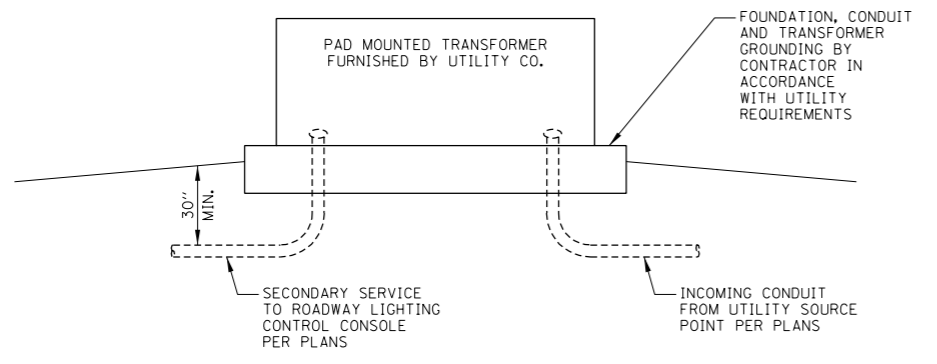 PAD MOUNTED TRANSFORMER
FURNISHED BY UTILITY CO.
FOUNDATION, CONDUIT
AND TRANSFORMER
GROUNDING BY
CONTRACTOR IN
ACCORDANCE
WITH UTILITY
REQUIREMENTS
30"
MIN.
SECONDARY SERVICE
TO ROADWAY LIGHTING
CONTROL CONSOLE
PER PLANS
INCOMING CONDUIT
FROM UTILITY SOURCE
POINT PER PLANS